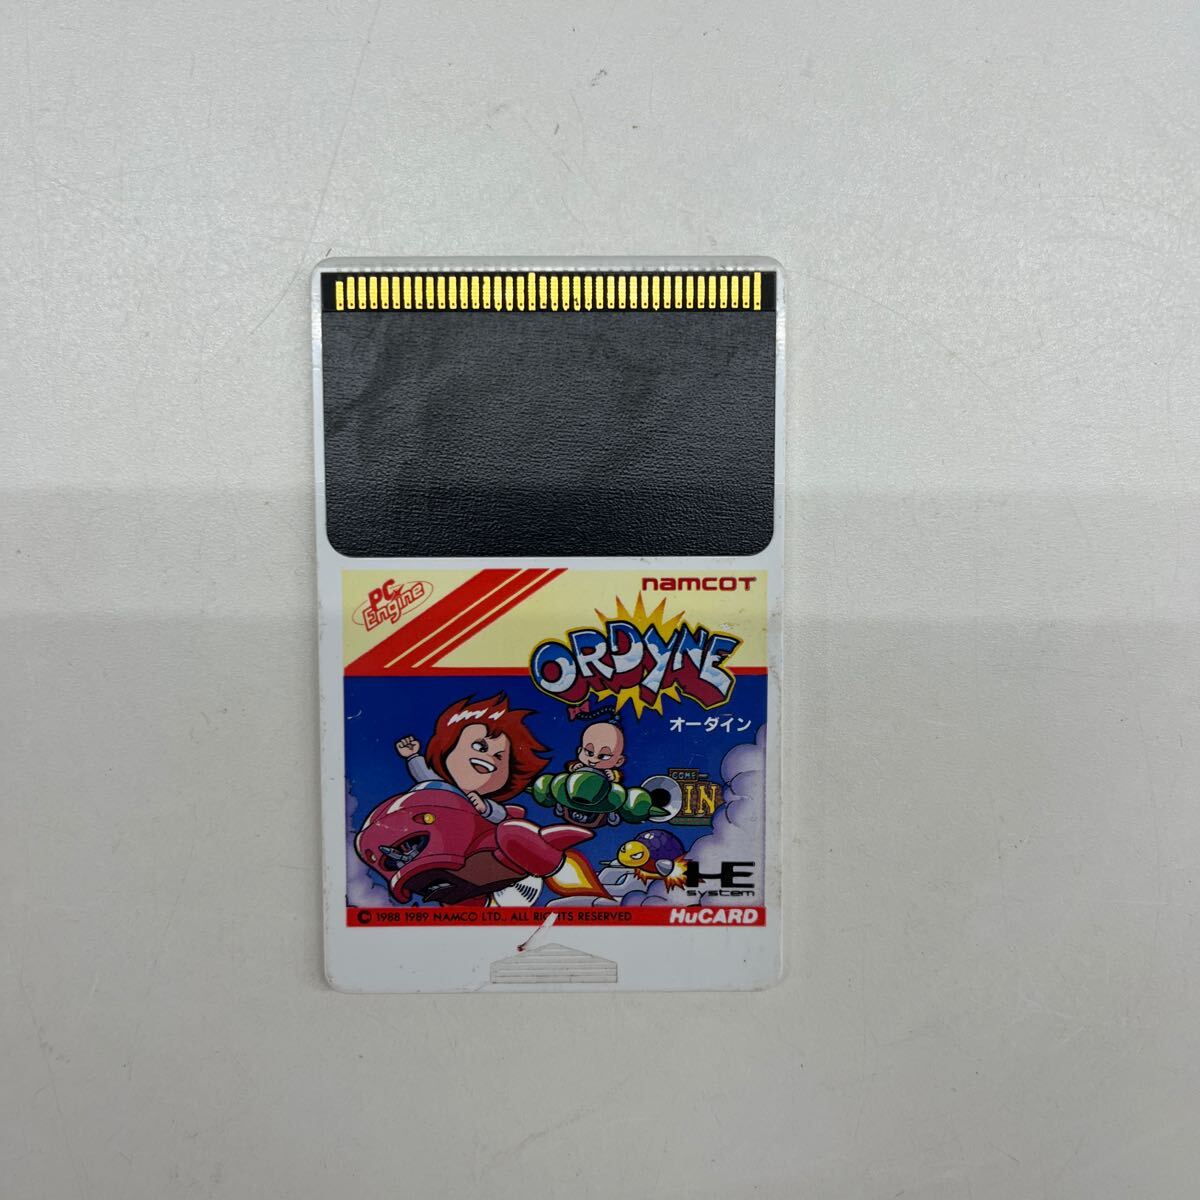 PC Engine
namcot
ORDYNE
オーダイン
COME
IN
HE system
© 1988 1989 NAMCO LTD., ALL RIGHTS RESERVED
HuCARD